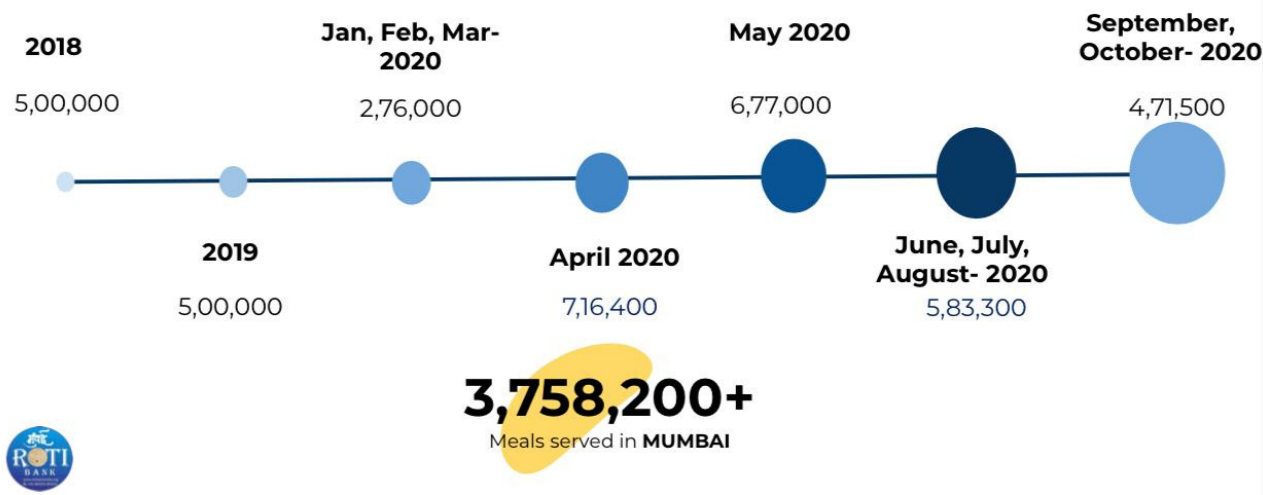 2018
5,00,000
2019
5,00,000
Jan, Feb, Mar-
2020
2,76,000
April 2020
7,16,400
May 2020
6,77,000
June, July,
August- 2020
5,83,300
September,
October- 2020
4,71,500
3,758,200+
Meals served in MUMBAI
मुंबई
ROTI
BANK